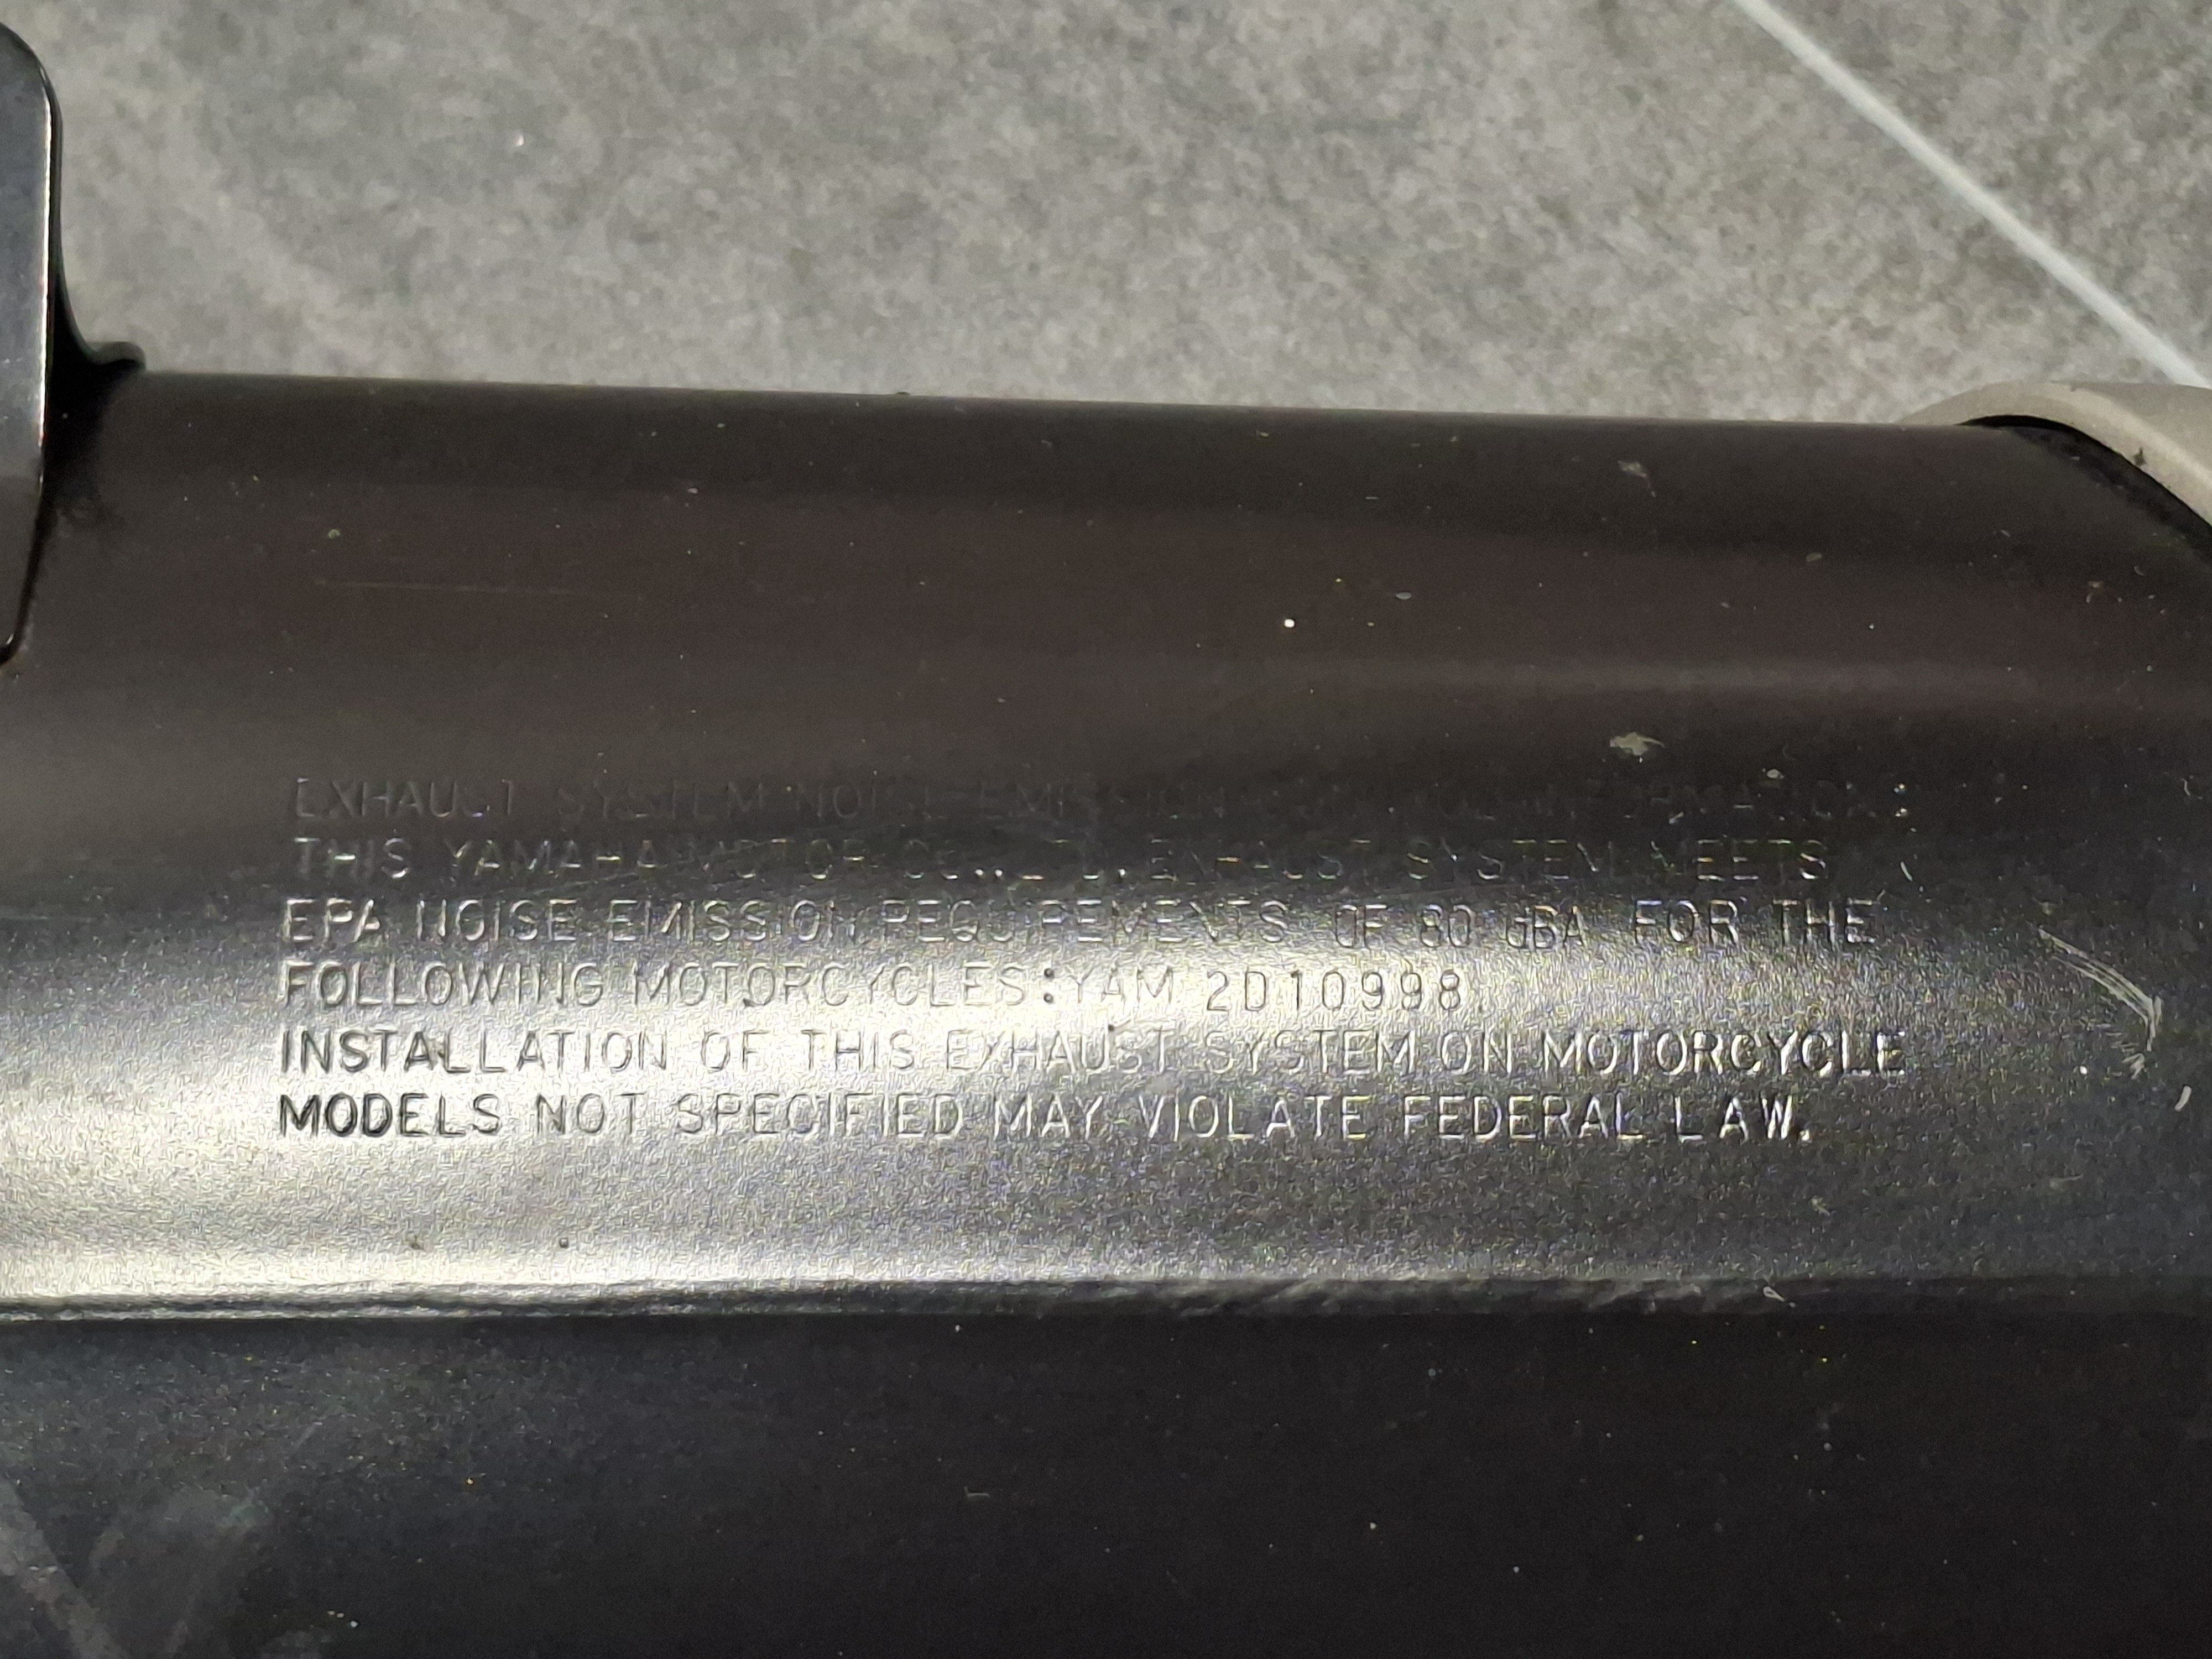 EXHAUST SYSTEM NOISE EMISSION CONTROL INFORMATION:
THIS YAMAHA MOTOR CO.,LTD. EXHAUST SYSTEM MEETS
EPA NOISE EMISSION REQUIREMENTS OF 80 GBA FOR THE
FOLLOWING MOTORCYCLES:YAM 2D10998.
INSTALLATION OF THIS EXHAUST SYSTEM ON MOTORCYCLE
MODELS NOT SPECIFIED MAY VIOLATE FEDERAL LAW.